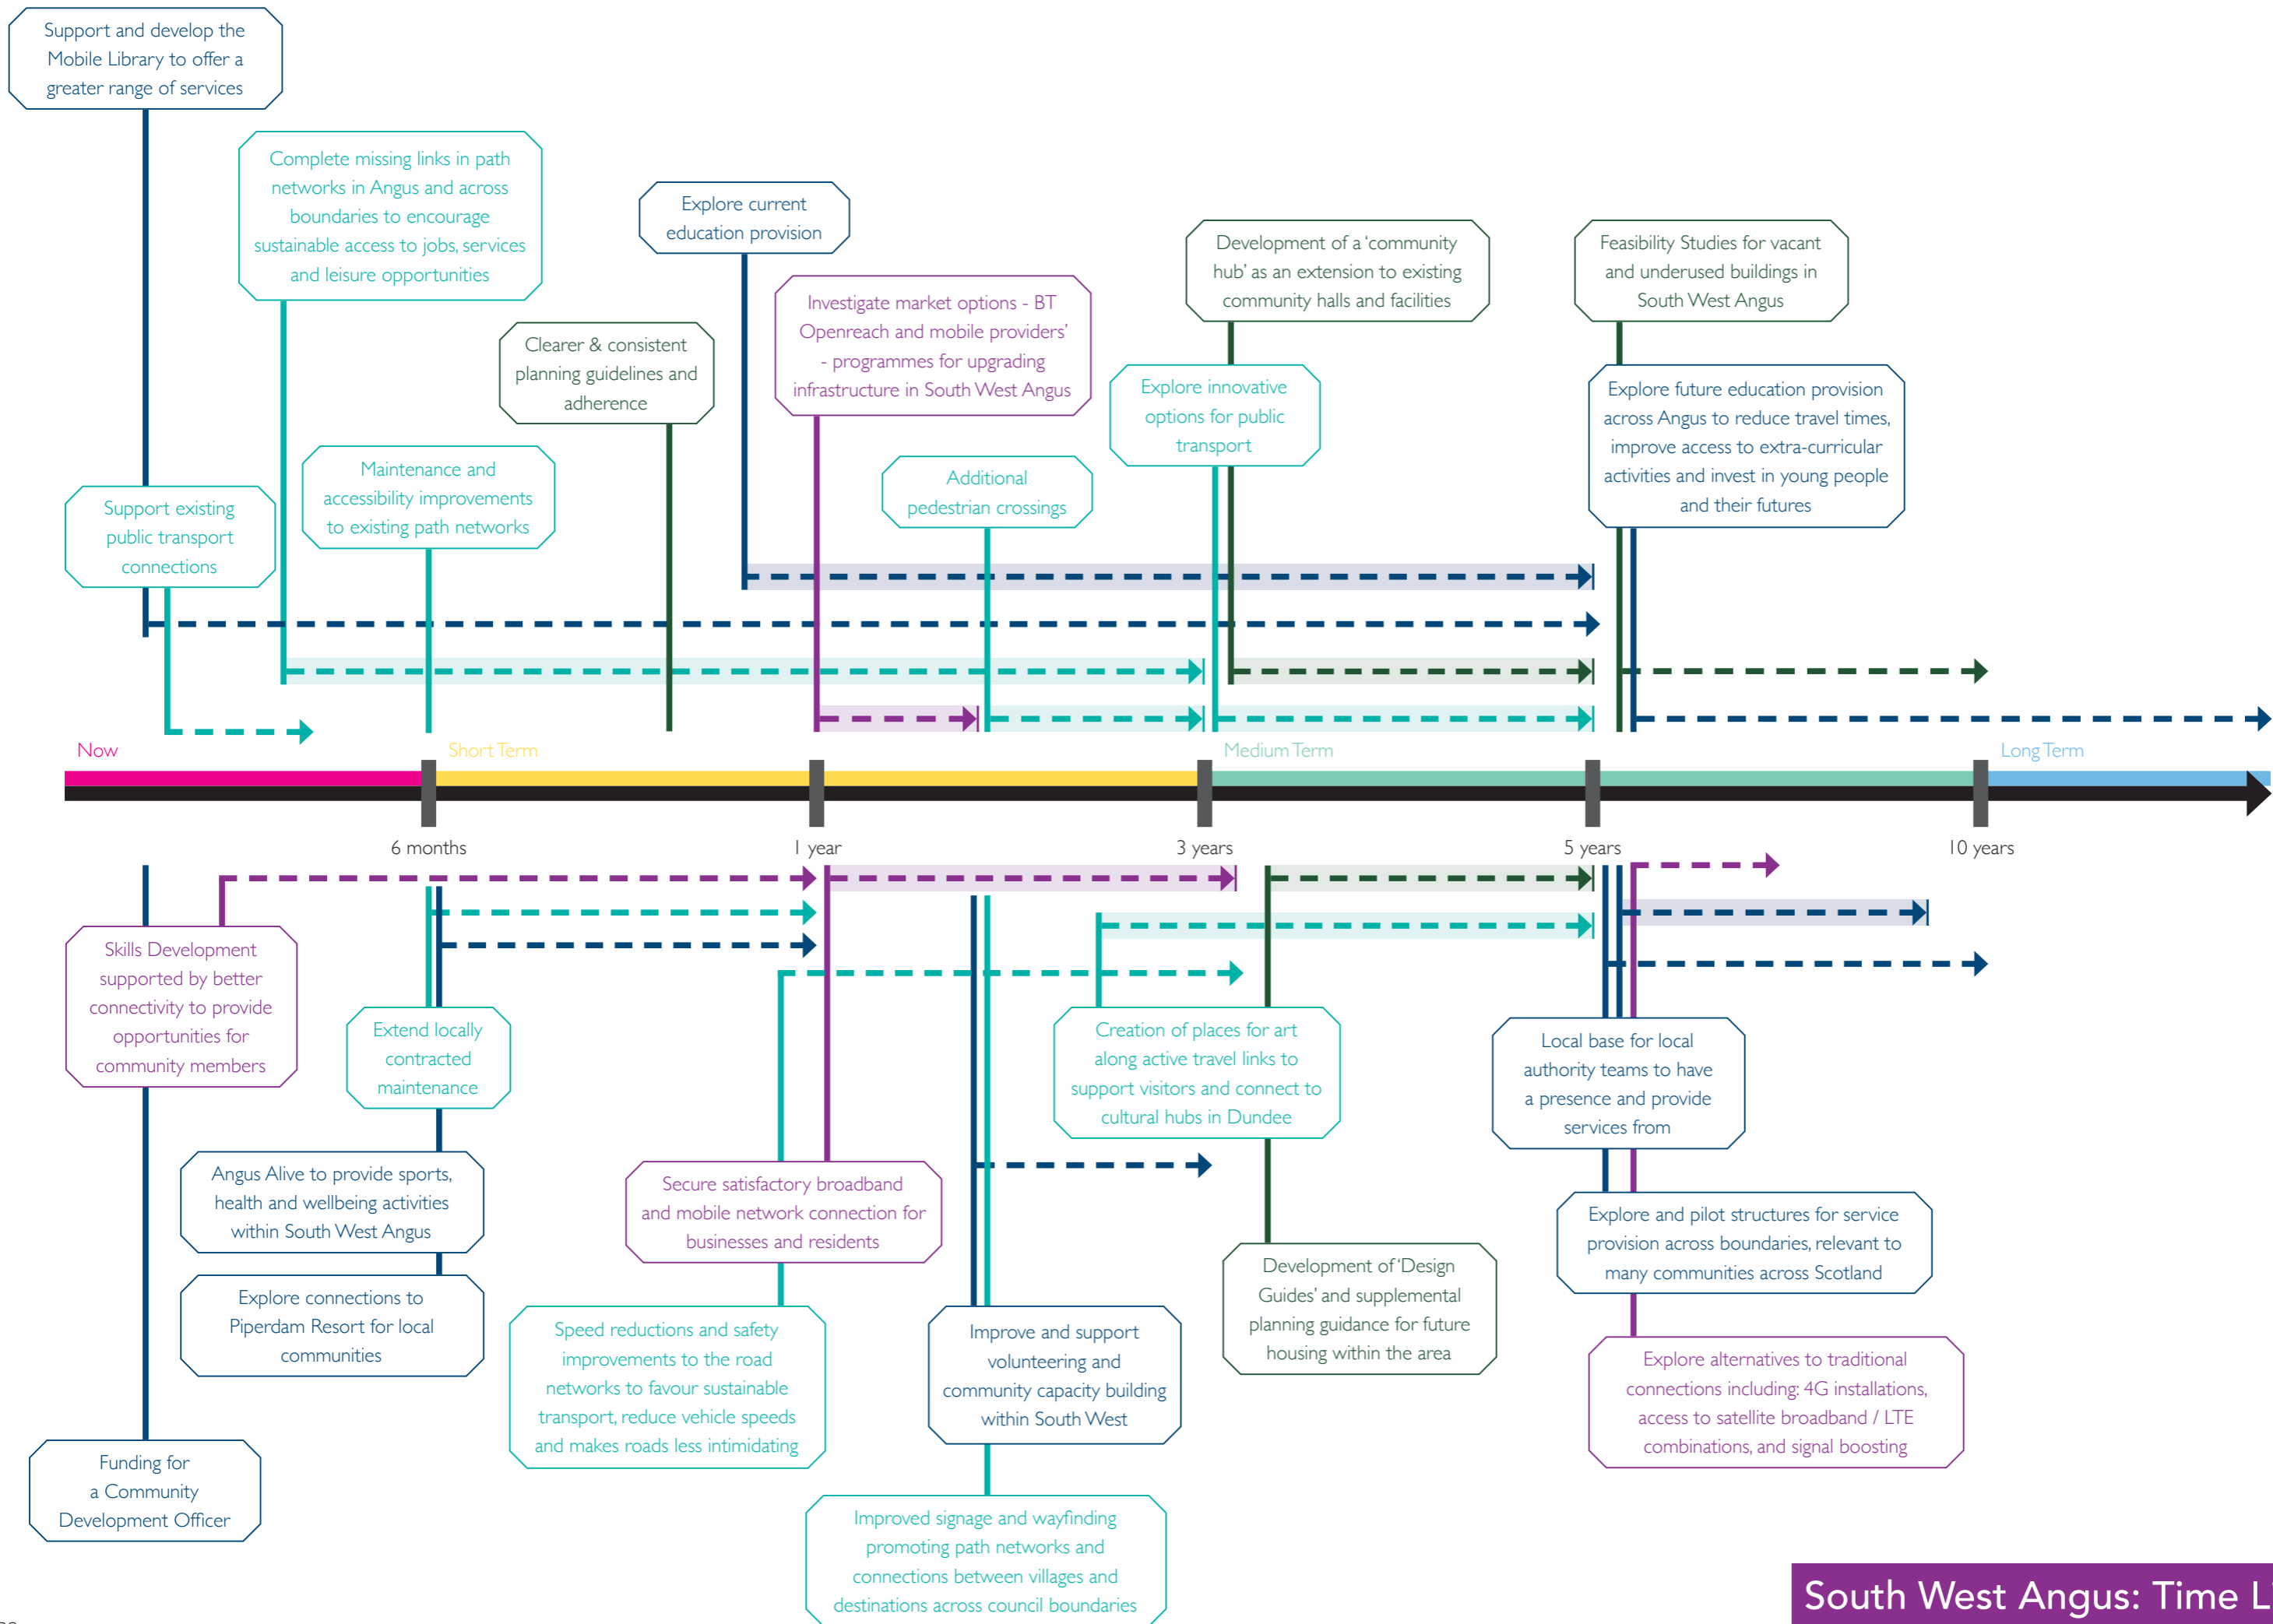 Support and develop the
Mobile Library to offer a
greater range of services
Complete missing links in path
networks in Angus and across
boundaries to encourage
sustainable access to jobs, services
and leisure opportunities
Explore current
education provision
Development of a ‘community
hub’ as an extension to existing
community halls and facilities
Feasibility Studies for vacant
and underused buildings in
South West Angus
Investigate market options - BT
Openreach and mobile providers’
- programmes for upgrading
infrastructure in South West Angus
Clearer & consistent
planning guidelines and
adherence
Explore innovative
options for public
transport
Explore future education provision
across Angus to reduce travel times,
improve access to extra-curricular
activities and invest in young people
and their futures
Maintenance and
accessibility improvements
to existing path networks
Additional
pedestrian crossings
Support existing
public transport
connections
Now
Short Term
Medium Term
Long Term
6 months
1 year
3 years
5 years
10 years
Skills Development
supported by better
connectivity to provide
opportunities for
community members
Extend locally
contracted
maintenance
Creation of places for art
along active travel links to
support visitors and connect to
cultural hubs in Dundee
Local base for local
authority teams to have
a presence and provide
services from
Angus Alive to provide sports,
health and wellbeing activities
within South West Angus
Secure satisfactory broadband
and mobile network connection for
businesses and residents
Explore and pilot structures for service
provision across boundaries, relevant to
many communities across Scotland
Development of ‘Design
Guides’ and supplemental
planning guidance for future
housing within the area
Explore connections to
Piperdam Resort for local
communities
Speed reductions and safety
improvements to the road
networks to favour sustainable
transport, reduce vehicle speeds
and makes roads less intimidating
Improve and support
volunteering and
community capacity building
within South West
Explore alternatives to traditional
connections including: 4G installations,
access to satellite broadband / LTE
combinations, and signal boosting
Funding for
a Community
Development Officer
Improved signage and wayfinding
promoting path networks and
connections between villages and
destinations across council boundaries
South West Angus: Time